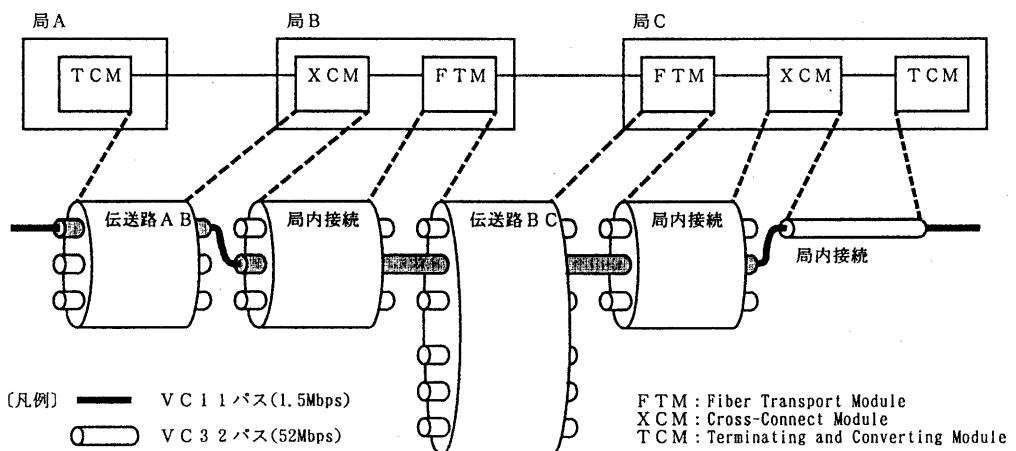 局A
局B
局C
TCM
XCM
FTM
FTM
XCM
TCM
伝送路AB
局内接続
伝送路BC
局内接続
局内接続
〔凡例〕
VC11パス(1.5Mbps)
VC32パス(52Mbps)
FTM:Fiber Transport Module
XCM:Cross-Connect Module
TCM:Terminating and Converting Module